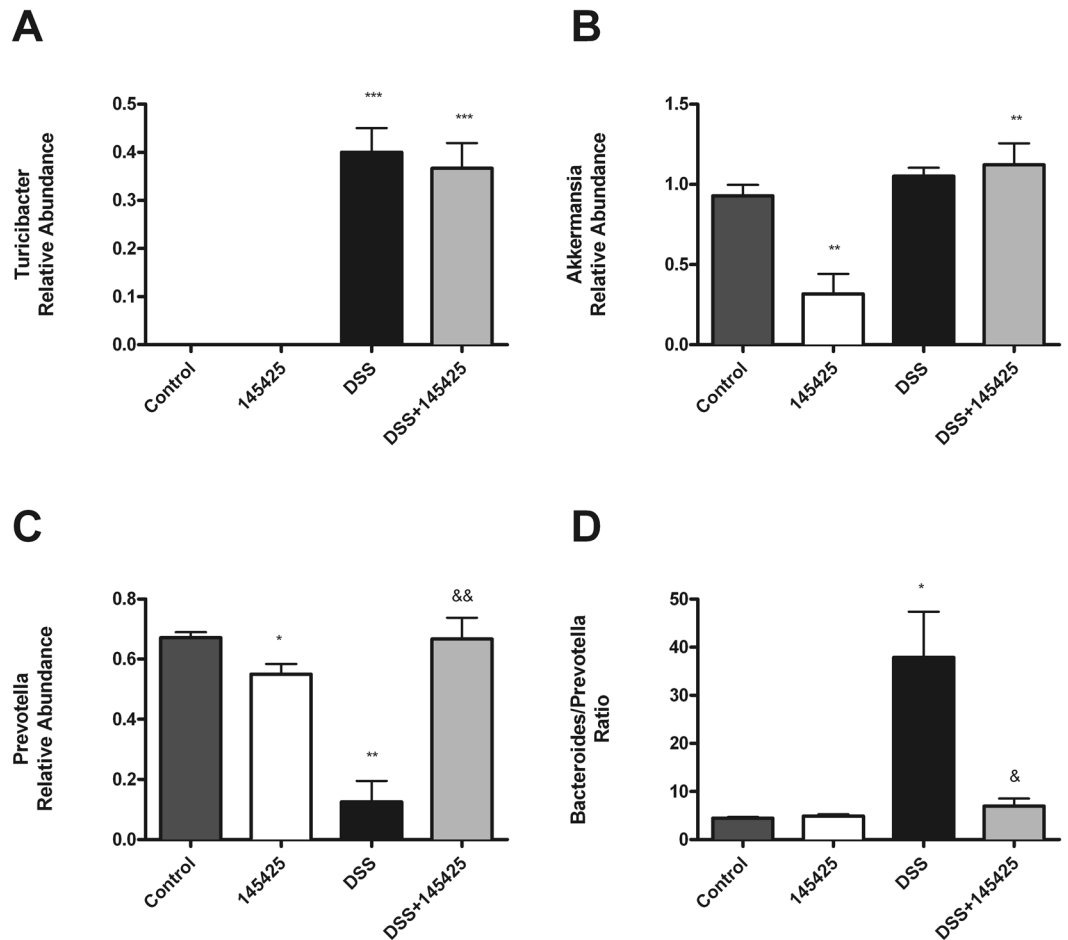 A
Turicibacter
Relative Abundance
0.5
0.4
0.3
0.2
0.1
0.0
***
***
Control
145425
DSS
DSS+145425
B
Akkermansia
Relative Abundance
1.5
1.0
0.5
0.0
**
**
Control
145425
DSS
DSS+145425
C
Prevotella
Relative Abundance
0.8
0.6
0.4
0.2
0.0
*
**
&&
Control
145425
DSS
DSS+145425
D
Bacteroides/Prevotella
Ratio
50
40
30
20
10
0
*
&
Control
145425
DSS
DSS+145425